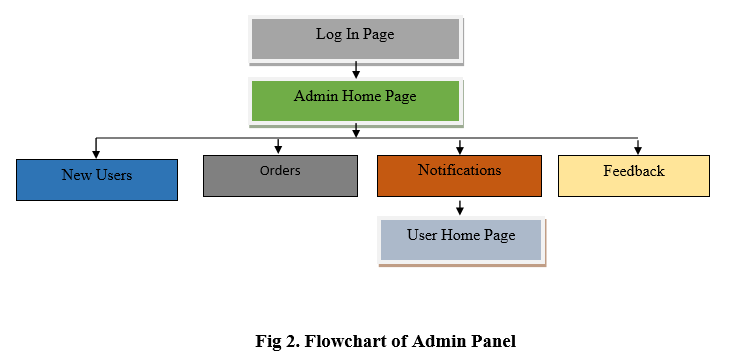 Log In Page
Admin Home Page
New Users
Orders
Notifications
Feedback
User Home Page
Fig 2. Flowchart of Admin Panel